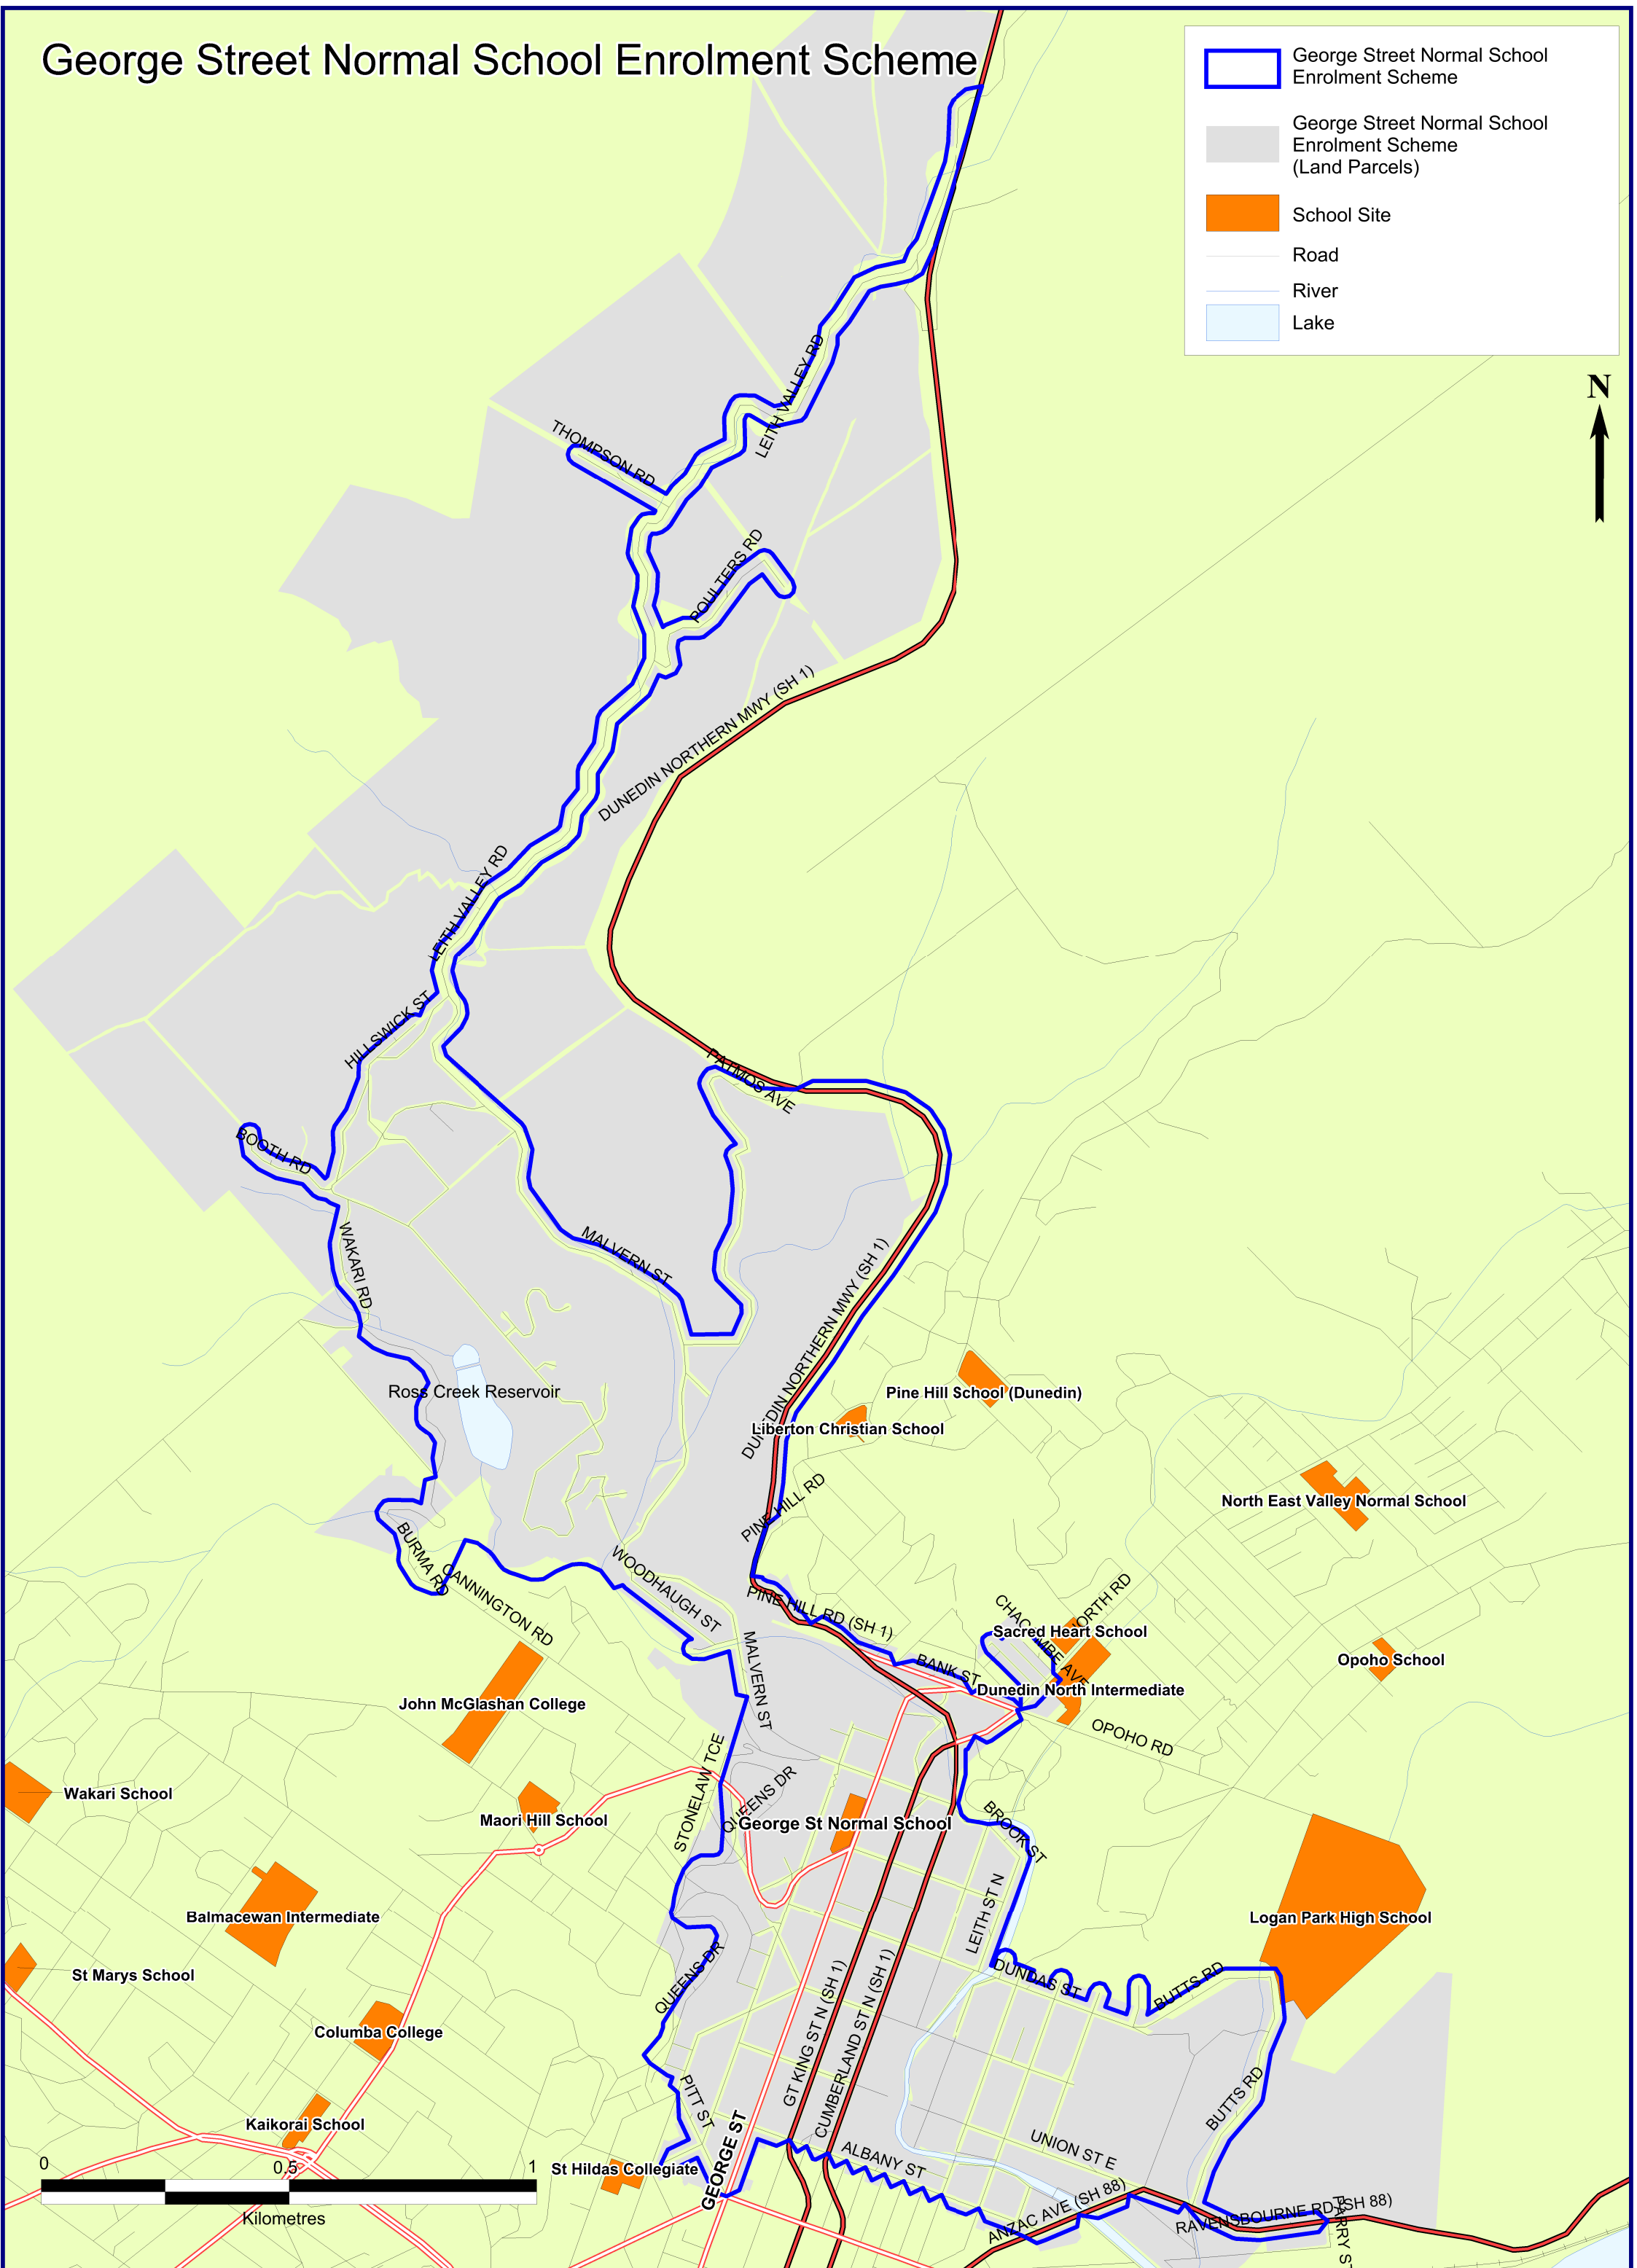 George Street Normal School Enrolment Scheme
George Street Normal School
Enrolment Scheme
George Street Normal School
Enrolment Scheme
(Land Parcels)
School Site
Road
River
Lake
N
LEITH VALLEY RD
THOMPSON RD
POULTERS RD
DUNEDIN NORTHERN MWY (SH 1)
LEITH VALLEY RD
HILLSWICK ST
PATMOS AVE
BOOTH RD
WAKARI RD
MALVERN ST
DUNEDIN NORTHERN MWY (SH 1)
Ross Creek Reservoir
Pine Hill School (Dunedin)
Liberton Christian School
PINE HILL RD
North East Valley Normal School
BURMA RD
CANNINGTON RD
WOODHAUGH ST
PINE HILL RD (SH 1)
CHACOMBE AVE
NORTH RD
Sacred Heart School
Opoho School
BANK ST
Dunedin North Intermediate
MALVERN ST
John McGlashan College
OPOHO RD
STONELAW TCE
QUEENS DR
Wakari School
Maori Hill School
George St Normal School
BROOK ST
LEITH ST N
Balmacewan Intermediate
Logan Park High School
St Marys School
QUEENS DR
DUNDAS ST
BUTTS RD
Columba College
GT KING ST N (SH 1)
CUMBERLAND ST N (SH 1)
PITT ST
BUTTS RD
Kaikorai School
GEORGE ST
ALBANY ST
UNION ST E
St Hildas Collegiate
ANZAC AVE (SH 88)
RAVENSBOURNE RD (SH 88)
PARRY ST
0
0.5
1
Kilometres